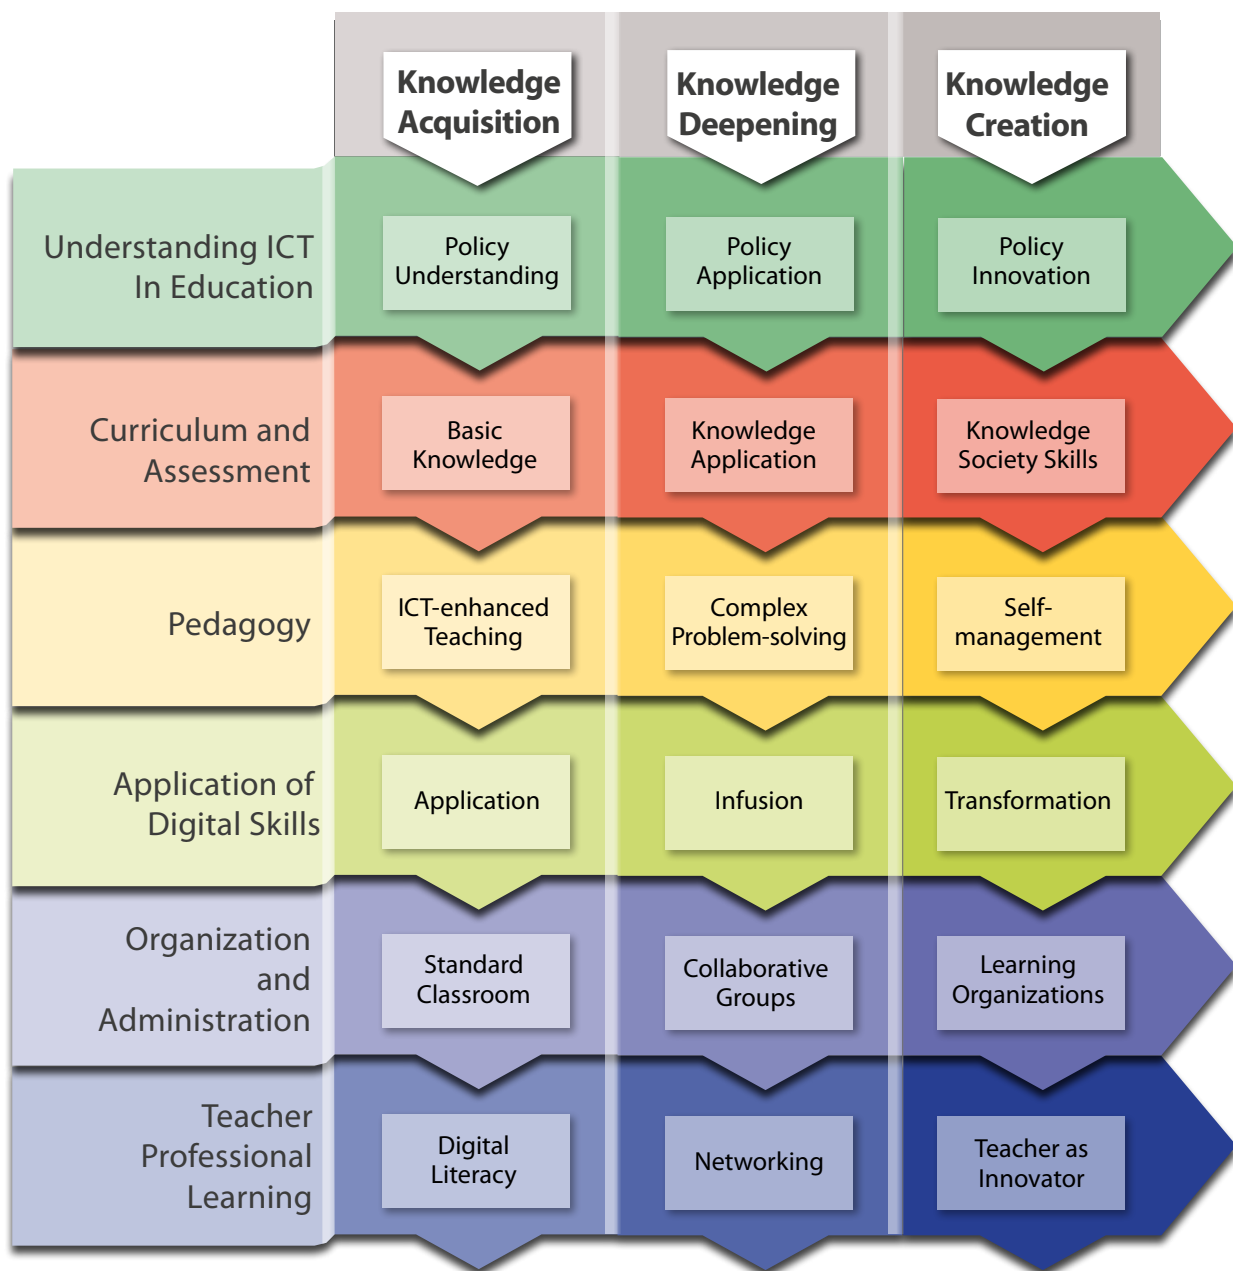 Knowledge
Acquisition
Knowledge
Deepening
Knowledge
Creation
Understanding ICT
In Education
Policy
Understanding
Policy
Application
Policy
Innovation
Curriculum and
Assessment
Basic
Knowledge
Knowledge
Application
Knowledge
Society Skills
Pedagogy
ICT-enhanced
Teaching
Complex
Problem-solving
Self-
management
Application of
Digital Skills
Application
Infusion
Transformation
Organization
and
Administration
Standard
Classroom
Collaborative
Groups
Learning
Organizations
Teacher
Professional
Learning
Digital
Literacy
Networking
Teacher as
Innovator